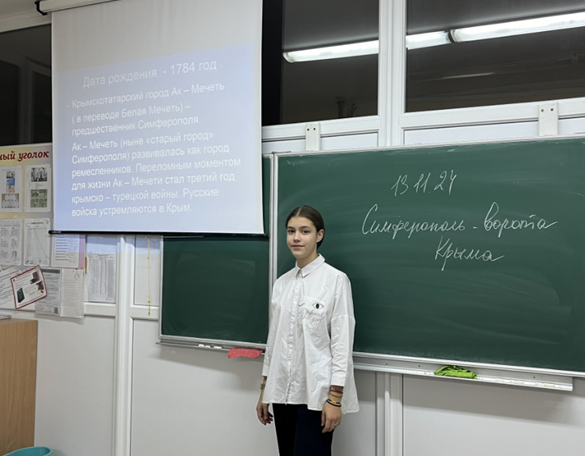 Дата рождения - 1784 год
- Крымскотатарский город Ак – Мечеть
( в переводе Белая Мечеть) –
предшественник Симферополя
Ак – Мечеть (ныне «старый город»
Симферополя) развивалась как город
ремесленников. Переломным моментом
для жизни Ак – Мечети стал третий год
крымско – турецкой войны. Русские
войска устремляются в Крым.
ный уголок
13.11.24
Симферополь - ворота
Крыма